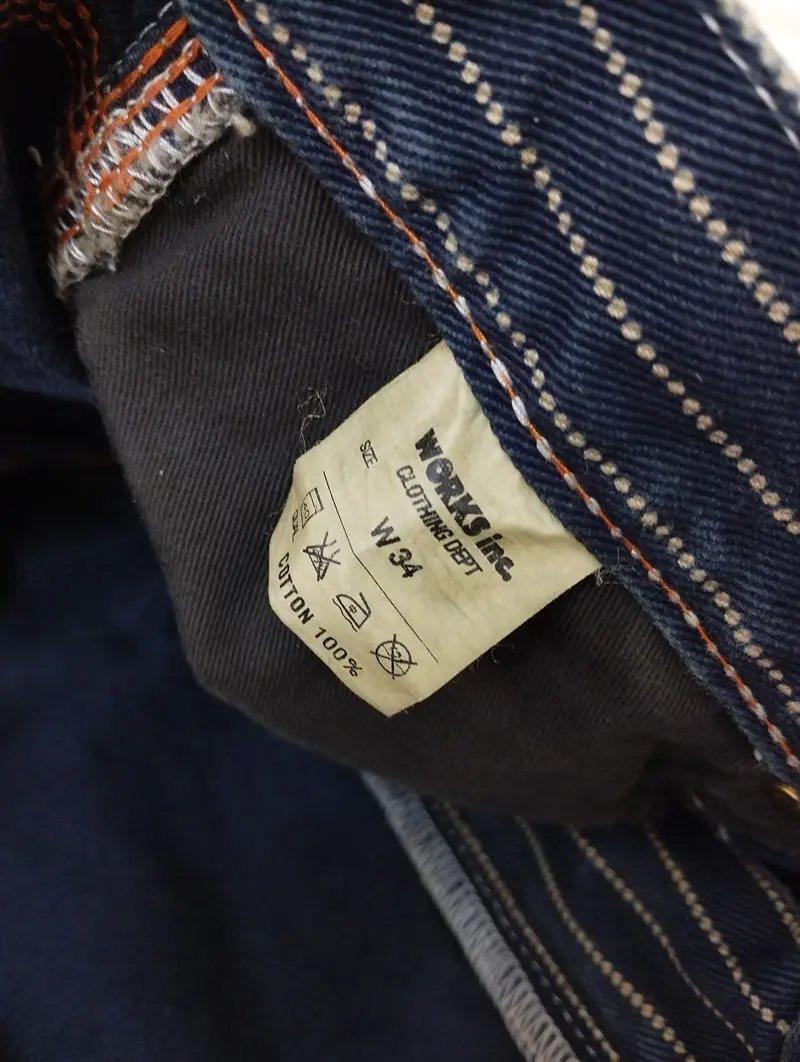 WORKS inc.
CLOTHING DEPT
SIZE
W 34
COTTON 100%